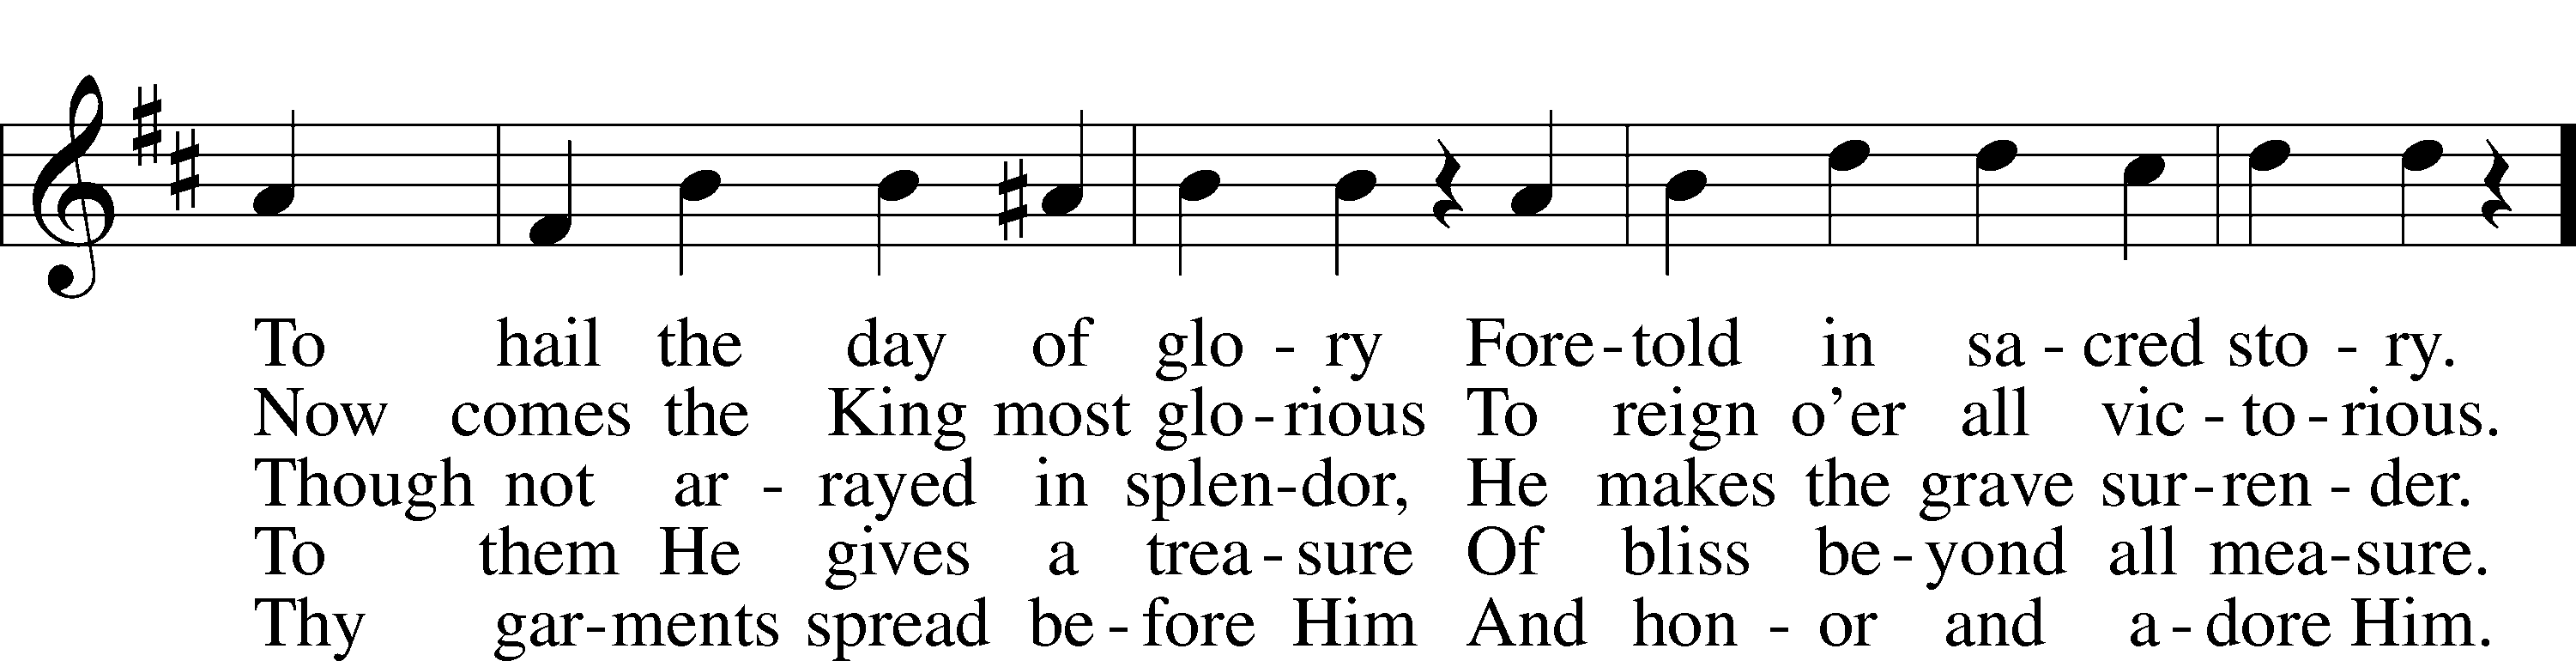 To hail the day of glo - ry Fore - told in sa - cred sto - ry.
Now comes the King most glo - rious To reign o'er all vic - to - rious.
Though not ar - rayed in splen - dor, He makes the grave sur - ren - der.
To them He gives a trea - sure Of bliss be - yond all mea - sure.
Thy gar - ments spread be - fore Him And hon - or and a - dore Him.